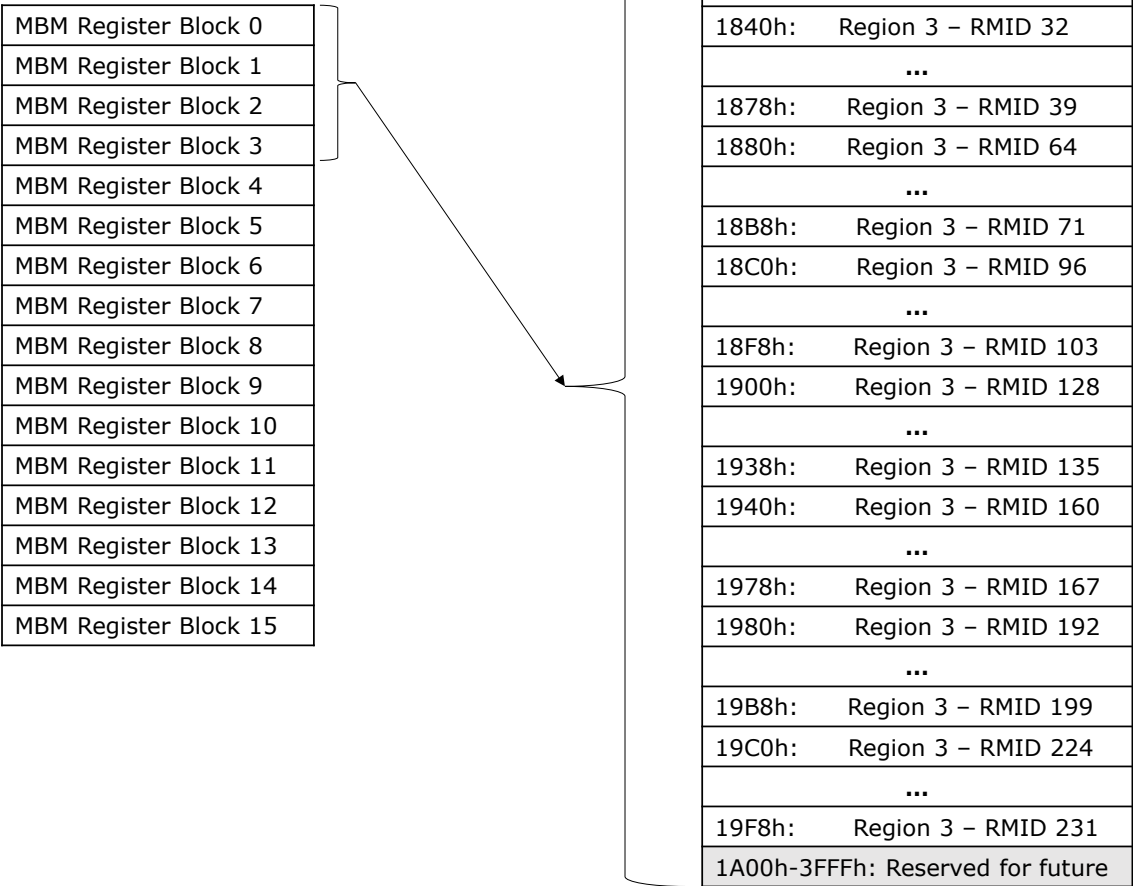 MBM Register Block 0
MBM Register Block 1
MBM Register Block 2
MBM Register Block 3
MBM Register Block 4
MBM Register Block 5
MBM Register Block 6
MBM Register Block 7
MBM Register Block 8
MBM Register Block 9
MBM Register Block 10
MBM Register Block 11
MBM Register Block 12
MBM Register Block 13
MBM Register Block 14
MBM Register Block 15
1840h: Region 3 – RMID 32
...
1878h: Region 3 – RMID 39
1880h: Region 3 – RMID 64
...
18B8h: Region 3 – RMID 71
18C0h: Region 3 – RMID 96
...
18F8h: Region 3 – RMID 103
1900h: Region 3 – RMID 128
...
1938h: Region 3 – RMID 135
1940h: Region 3 – RMID 160
...
1978h: Region 3 – RMID 167
1980h: Region 3 – RMID 192
...
19B8h: Region 3 – RMID 199
19C0h: Region 3 – RMID 224
...
19F8h: Region 3 – RMID 231
1A00h-3FFFh: Reserved for future